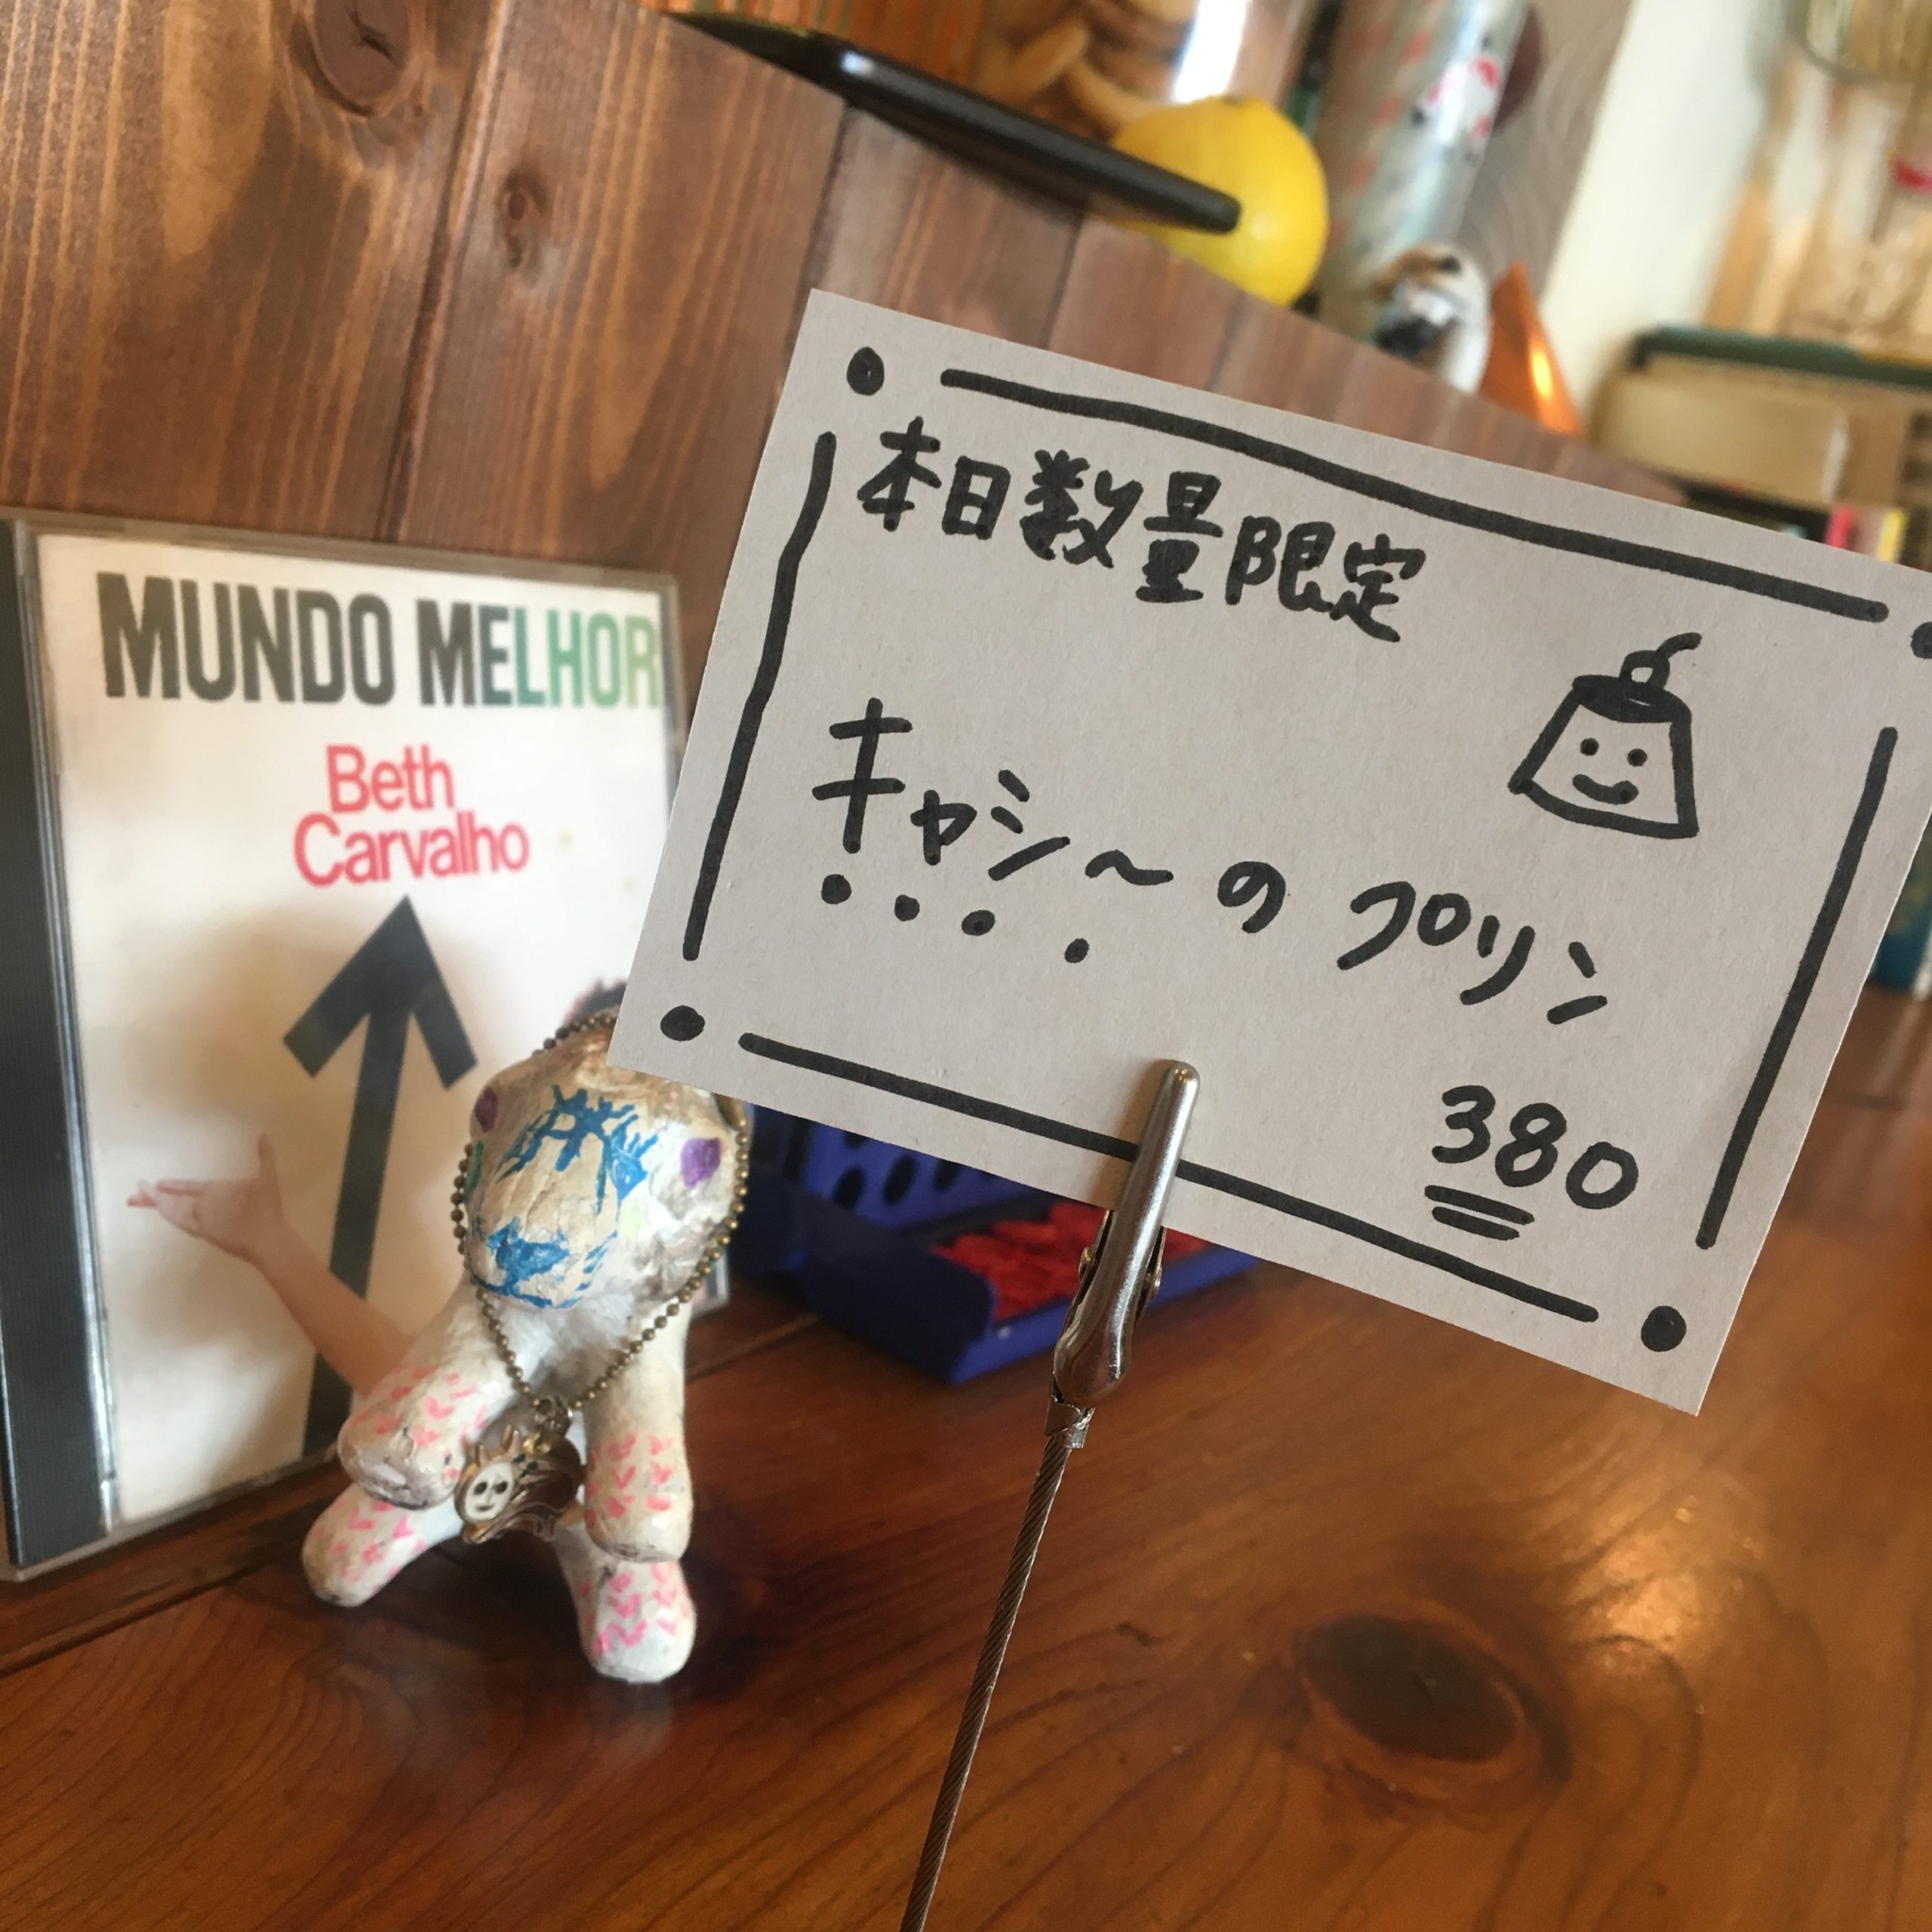 MUNDO MELHOR
Beth
Carvalho
本日数量限定
キャシ〜のプリン
380